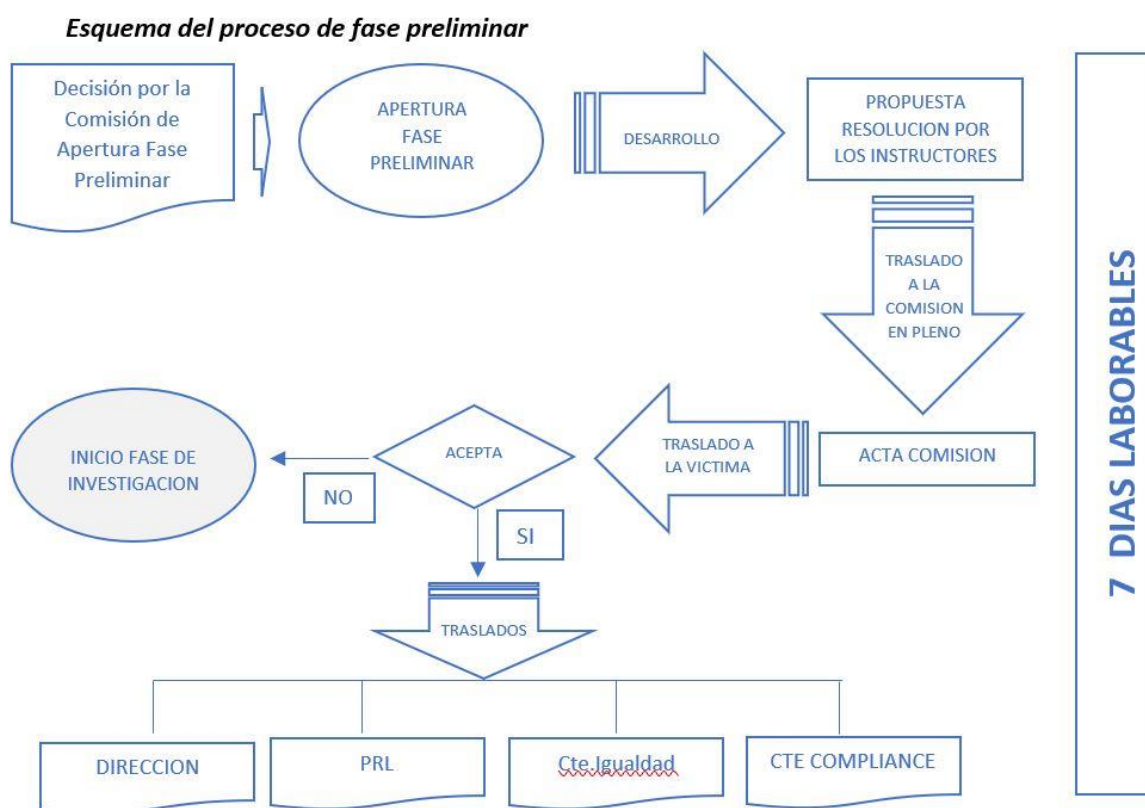 Esquema del proceso de fase preliminar
Decisión por la
Comisión de
Apertura Fase
Preliminar
APERTURA
FASE
PRELIMINAR
DESARROLLO
PROPUESTA
RESOLUCION POR
LOS INSTRUCTORES
TRASLADO
A LA
COMISION
EN PLENO
ACTA COMISION
TRASLADO A
LA VICTIMA
ACEPTA
NO
INICIO FASE DE
INVESTIGACION
SI
TRASLADOS
DIRECCION
PRL
Cte.Igualdad
CTE COMPLIANCE
7 DIAS LABORABLES